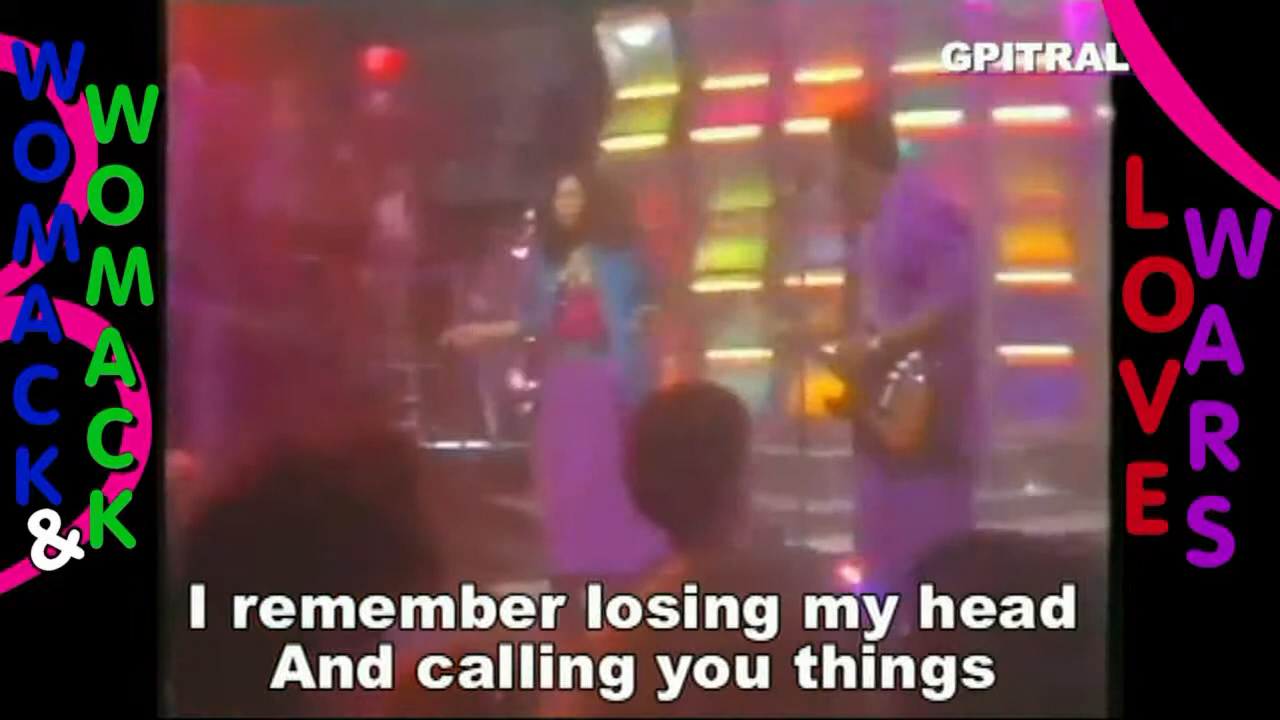 WOMACK
&
WOMACK
GPITRAL
LOVE
WARS
I remember losing my head
And calling you things